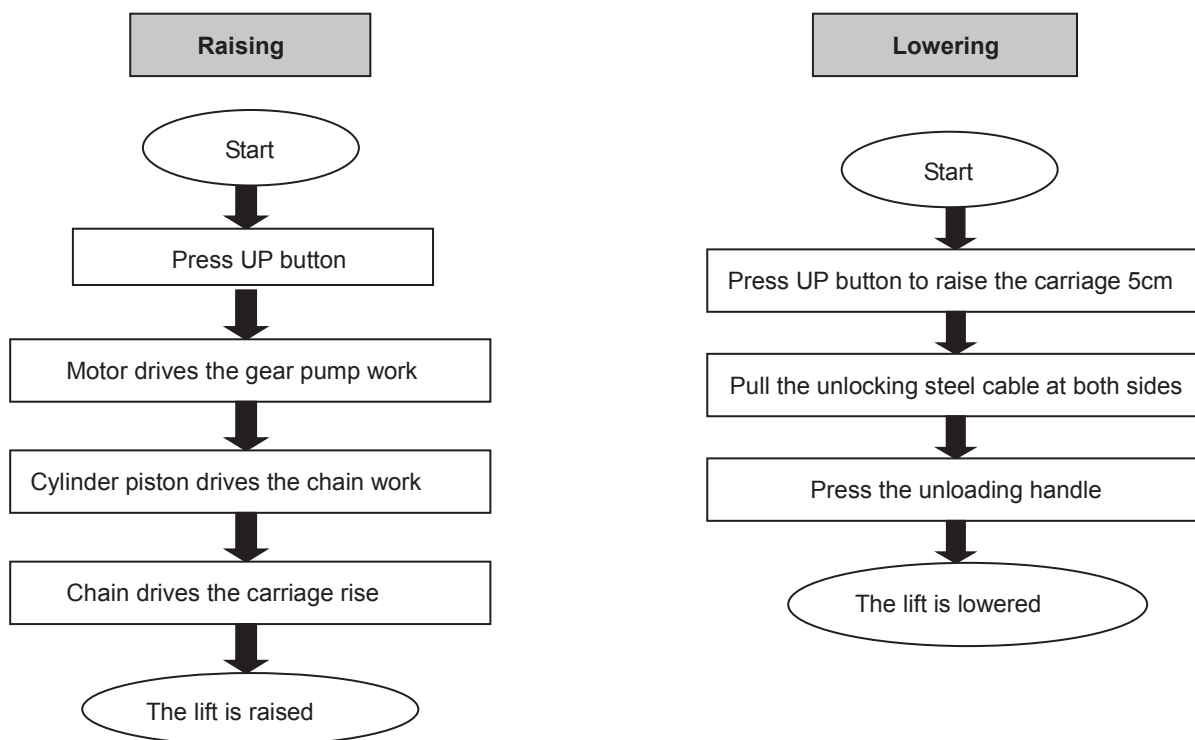 Raising
Start
Press UP button
Motor drives the gear pump work
Cylinder piston drives the chain work
Chain drives the carriage rise
The lift is raised
Lowering
Start
Press UP button to raise the carriage 5cm
Pull the unlocking steel cable at both sides
Press the unloading handle
The lift is lowered